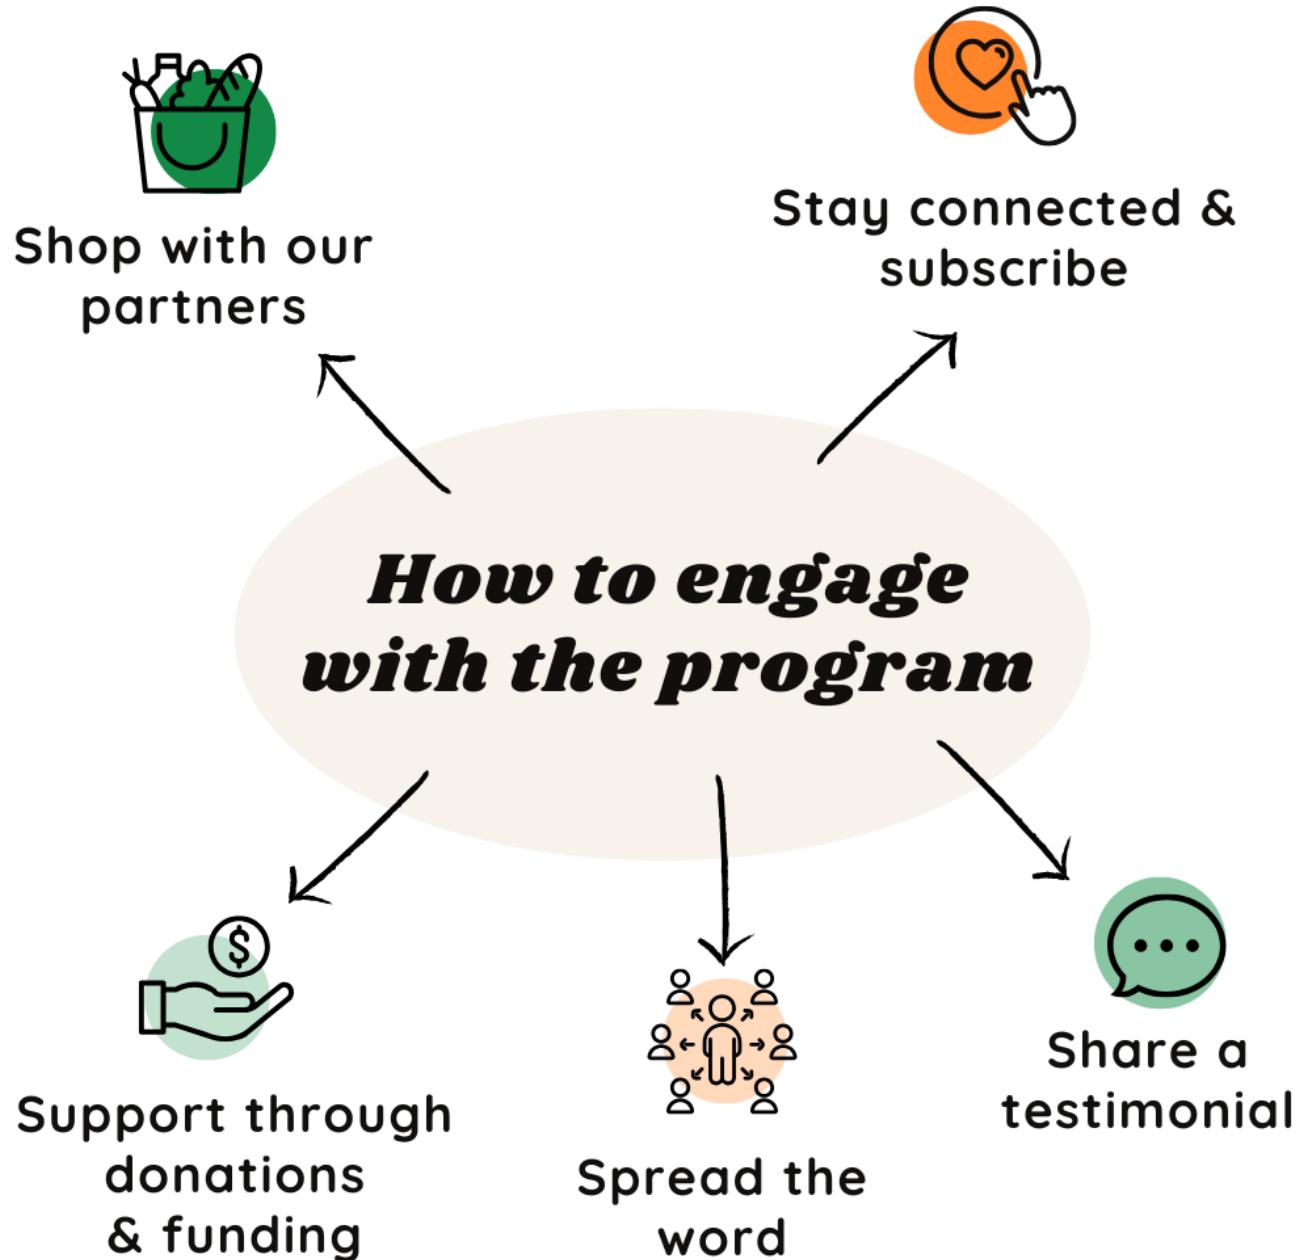 Shop with our
partners
Stay connected &
subscribe
How to engage
with the program
Support through
donations
& funding
Spread the
word
Share a
testimonial